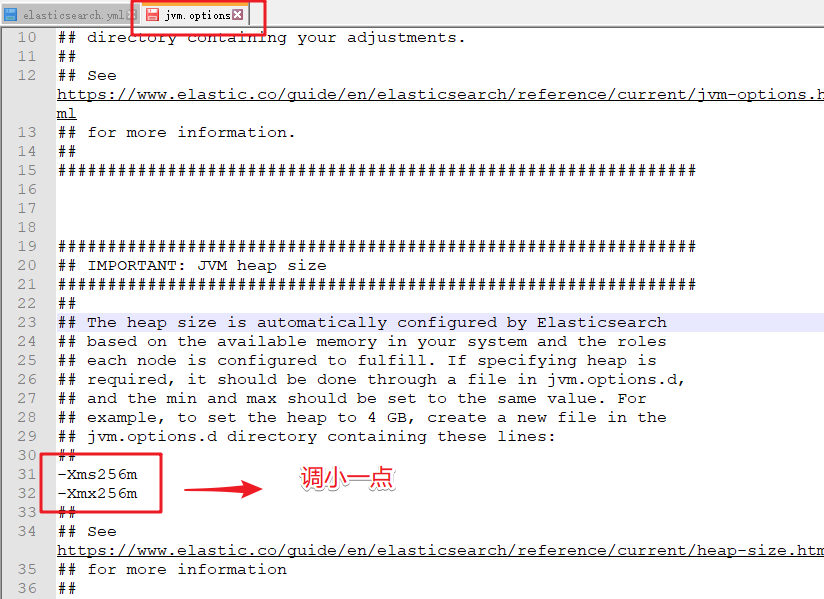 elasticsearch.yml jvm.options
10 ## directory containing your adjustments.
11 ##
12 ## See
https://www.elastic.co/guide/en/elasticsearch/reference/current/jvm-options.h
ml
13 ## for more information.
14 ##
15 ################################################################
16
17
18
19 ################################################################
20 ## IMPORTANT: JVM heap size
21 ################################################################
22 ##
23 ## The heap size is automatically configured by Elasticsearch
24 ## based on the available memory in your system and the roles
25 ## each node is configured to fulfill. If specifying heap is
26 ## required, it should be done through a file in jvm.options.d,
27 ## and the min and max should be set to the same value. For
28 ## example, to set the heap to 4 GB, create a new file in the
29 ## jvm.options.d directory containing these lines:
30 ##
31 -Xms256m
调小一点
32 -Xmx256m
33 ##
34 ## See
https://www.elastic.co/guide/en/elasticsearch/reference/current/heap-size.htm
35 ## for more information
36 ##